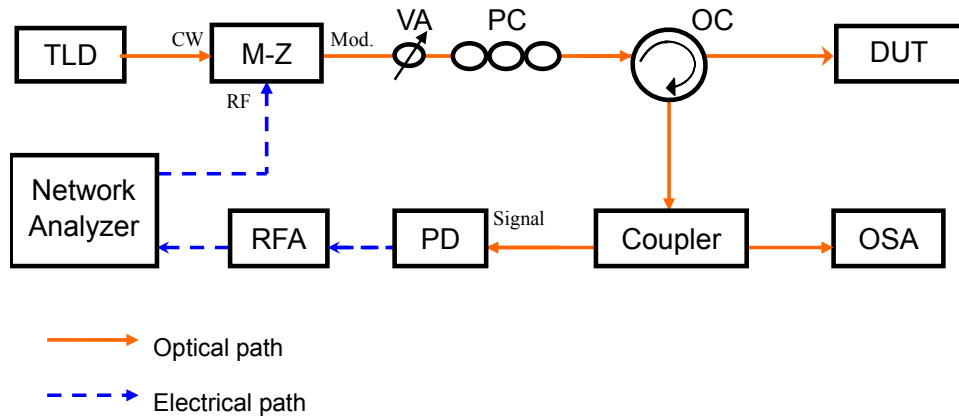 VA
PC
OC
TLD
CW
M-Z
Mod.
DUT
RF
Network
Analyzer
RFA
PD
Signal
Coupler
OSA
Optical path
Electrical path